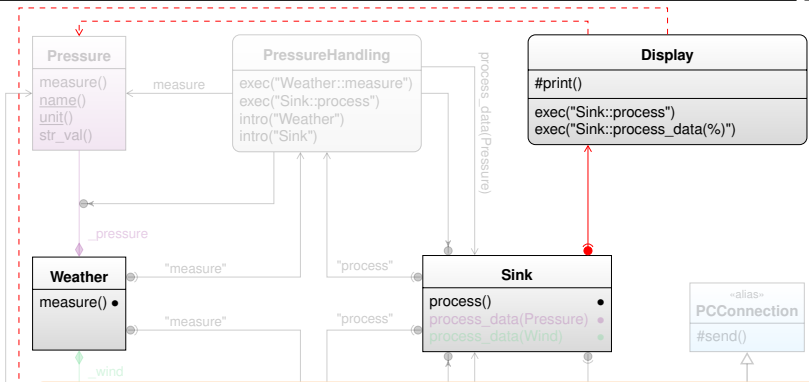 Pressure
measure()
name()
unit()
str_val()
measure
PressureHandling
exec("Weather::measure")
exec("Sink::process")
intro("Weather")
intro("Sink")
process_data(Pressure)
Display
#print()
exec("Sink::process")
exec("Sink::process_data(%)")
_pressure
Weather
measure()
"measure"
"process"
"measure"
"process"
Sink
process()
process_data(Pressure)
process_data(Wind)
«alias»
PCConnection
#send()
_wind